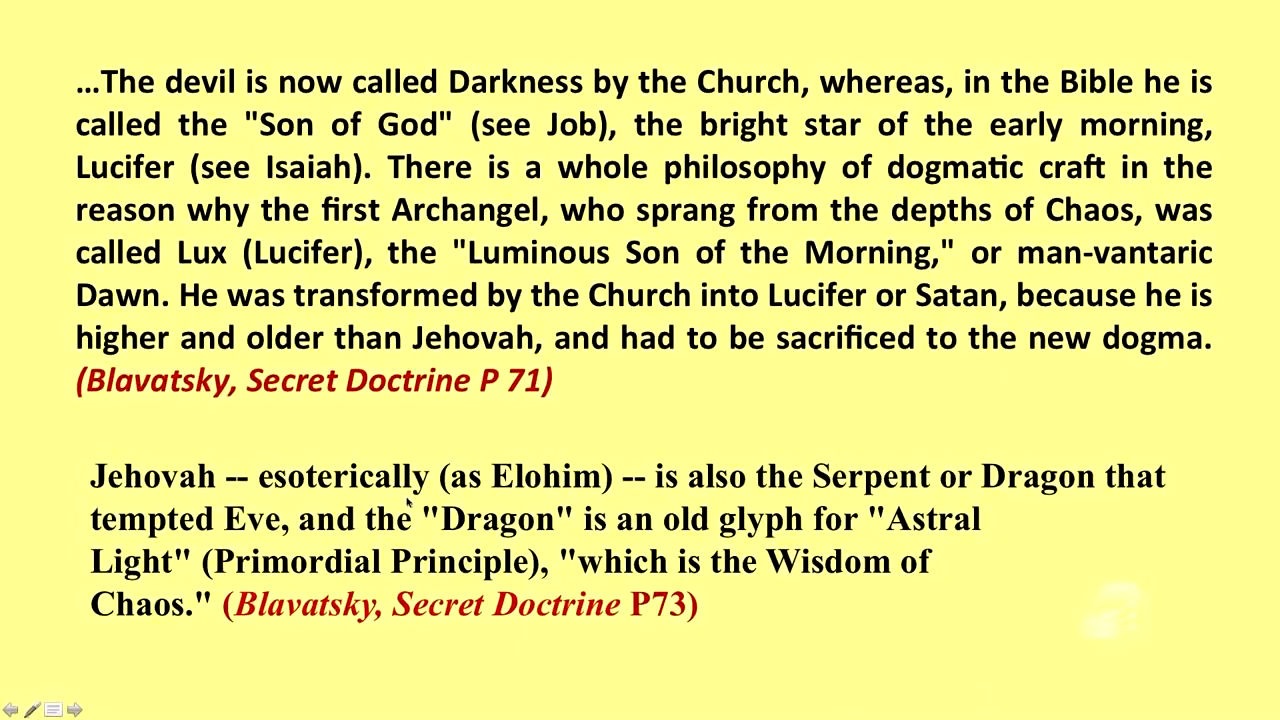 ...The devil is now called Darkness by the Church, whereas, in the Bible he is
called the "Son of God" (see Job), the bright star of the early morning,
Lucifer (see Isaiah). There is a whole philosophy of dogmatic craft in the
reason why the first Archangel, who sprang from the depths of Chaos, was
called Lux (Lucifer), the "Luminous Son of the Morning," or man-vantaric
Dawn. He was transformed by the Church into Lucifer or Satan, because he is
higher and older than Jehovah, and had to be sacrificed to the new dogma.
(Blavatsky, Secret Doctrine P 71)
Jehovah -- esoterically (as Elohim) -- is also the Serpent or Dragon that
tempted Eve, and the "Dragon" is an old glyph for "Astral
Light" (Primordial Principle), "which is the Wisdom of
Chaos." (Blavatsky, Secret Doctrine P73)